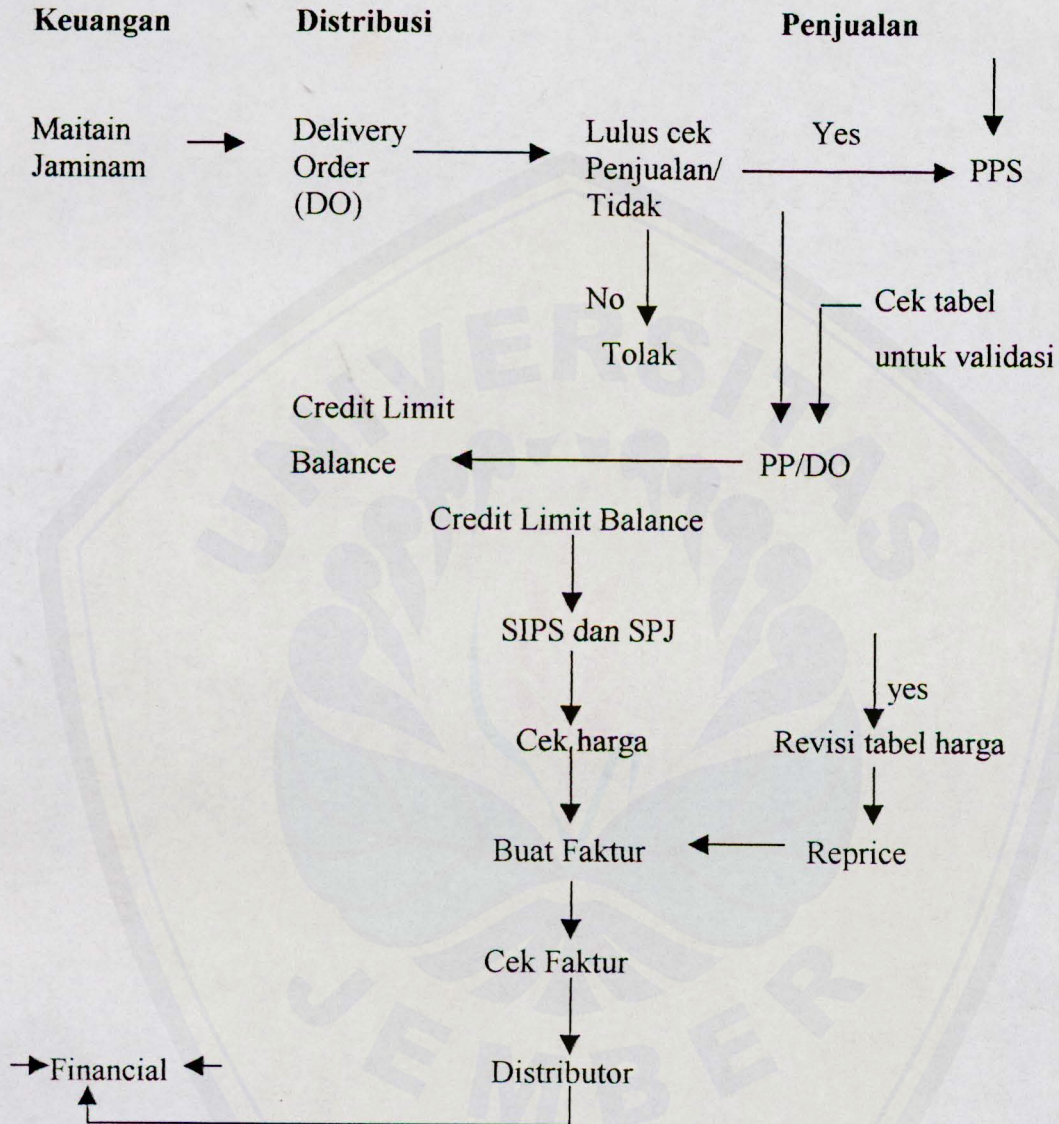 Keuangan
Distribusi
Penjualan
Maitain
Jaminam
Delivery
Order
(DO)
Lulus cek
Penjualan/
Tidak
Yes
PPS
No
Tolak
Cek tabel
untuk validasi
Credit Limit
Balance
PP/DO
Credit Limit Balance
SIPS dan SPJ
yes
Cek harga
Revisi tabel harga
Buat Faktur
Reprice
Cek Faktur
Financial
Distributor
UNIVERSITAS
JEMBER